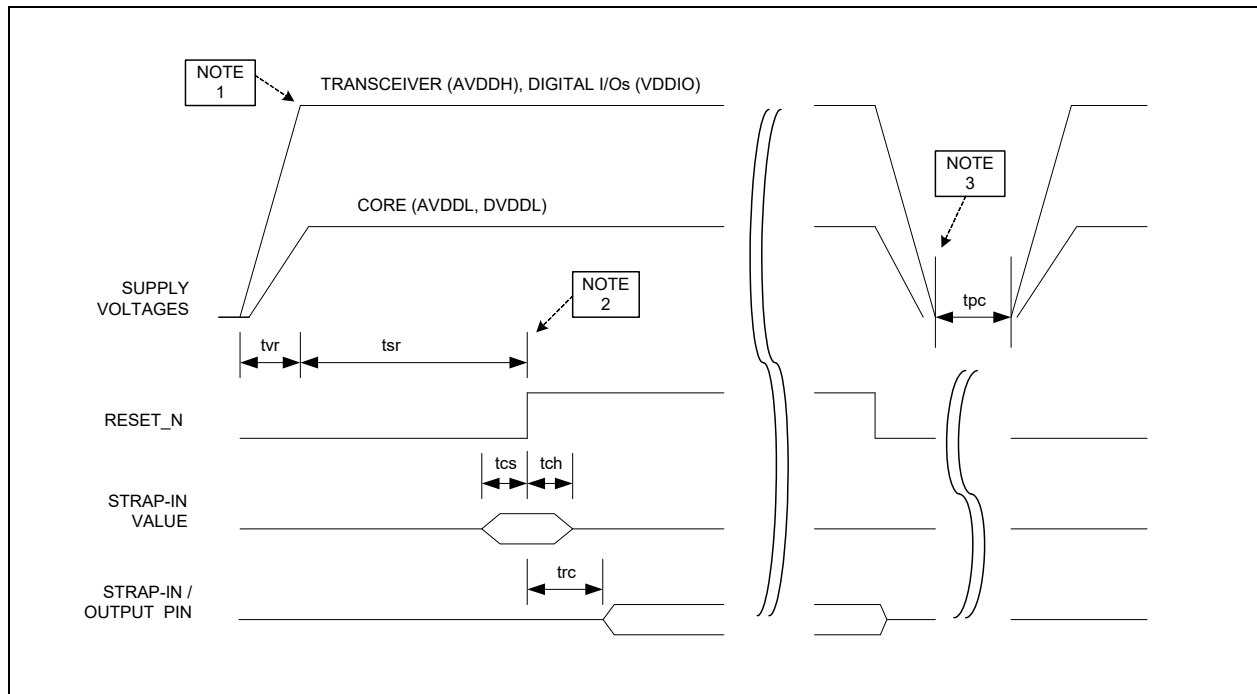 NOTE
1
TRANSCEIVER (AVDDH), DIGITAL I/Os (VDDIO)
NOTE
3
CORE (AVDDL, DVDDL)
SUPPLY
VOLTAGES
NOTE
2
tpc
tvr
tsr
RESET_N
tcs
tch
STRAP-IN
VALUE
trc
STRAP-IN /
OUTPUT PIN